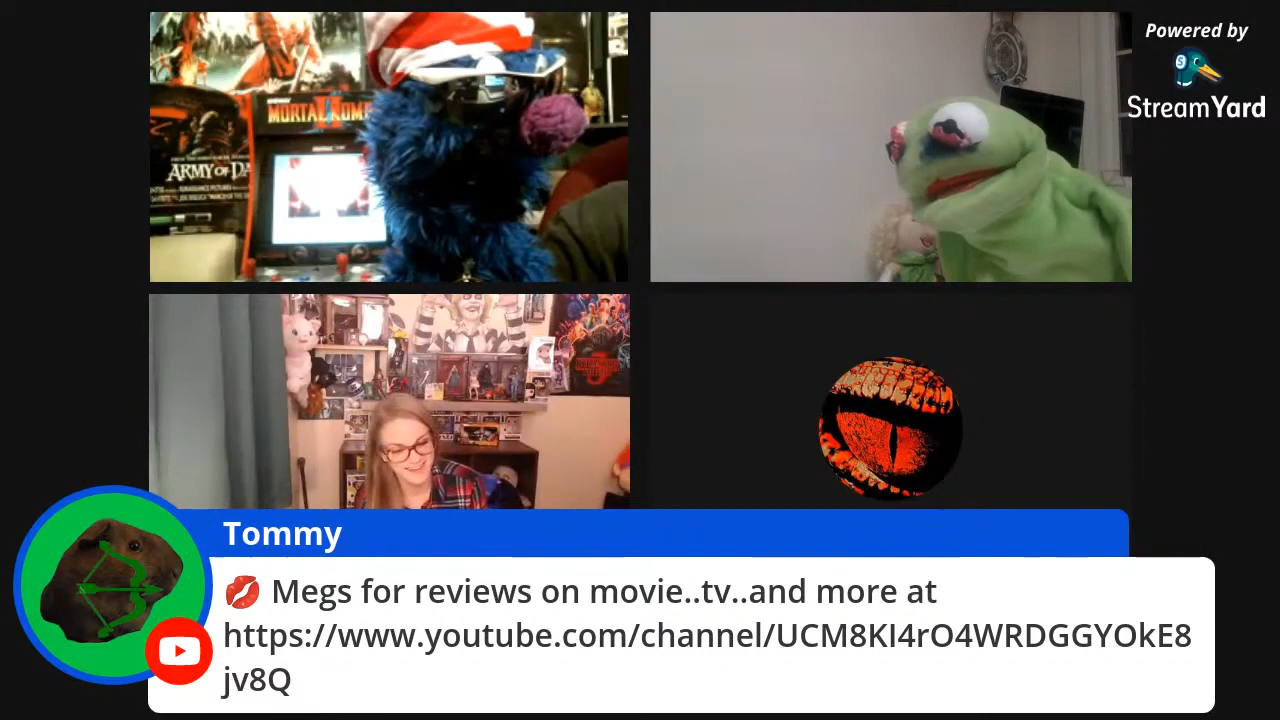 Powered by
StreamYard
MORTAL KOM
ARMY OF DA
Tommy
💋 Megs for reviews on movie..tv..and more at
https://www.youtube.com/channel/UCM8KI4rO4WRDGGYOkE8
jv8Q